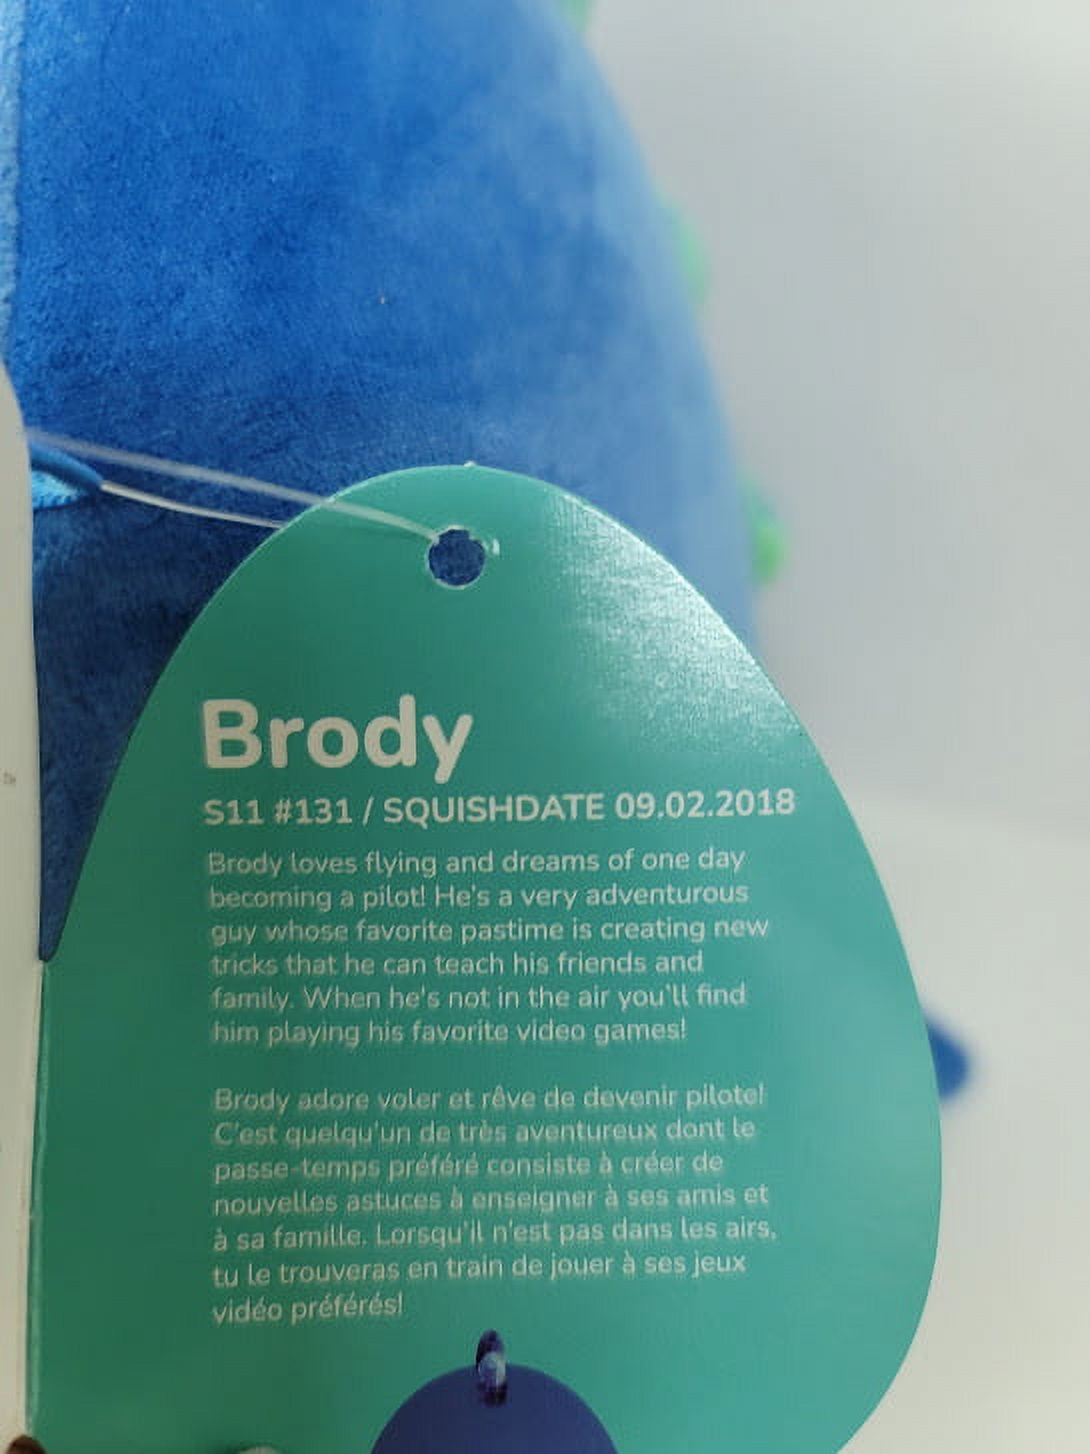 Brody
S11 #131 / SQUISHDATE 09.02.2018
Brody loves flying and dreams of one day
becoming a pilot! He's a very adventurous
guy whose favorite pastime is creating new
tricks that he can teach his friends and
family. When he's not in the air you'll find
him playing his favorite video games!
Brody adore voler et rêve de devenir pilote!
C'est quelqu'un de très aventureux dont le
passe-temps préféré consiste à créer de
nouvelles astuces à enseigner à ses amis et
à sa famille. Lorsqu'il n'est pas dans les airs,
tu le trouveras en train de jouer à ses jeux
vidéo préférés!